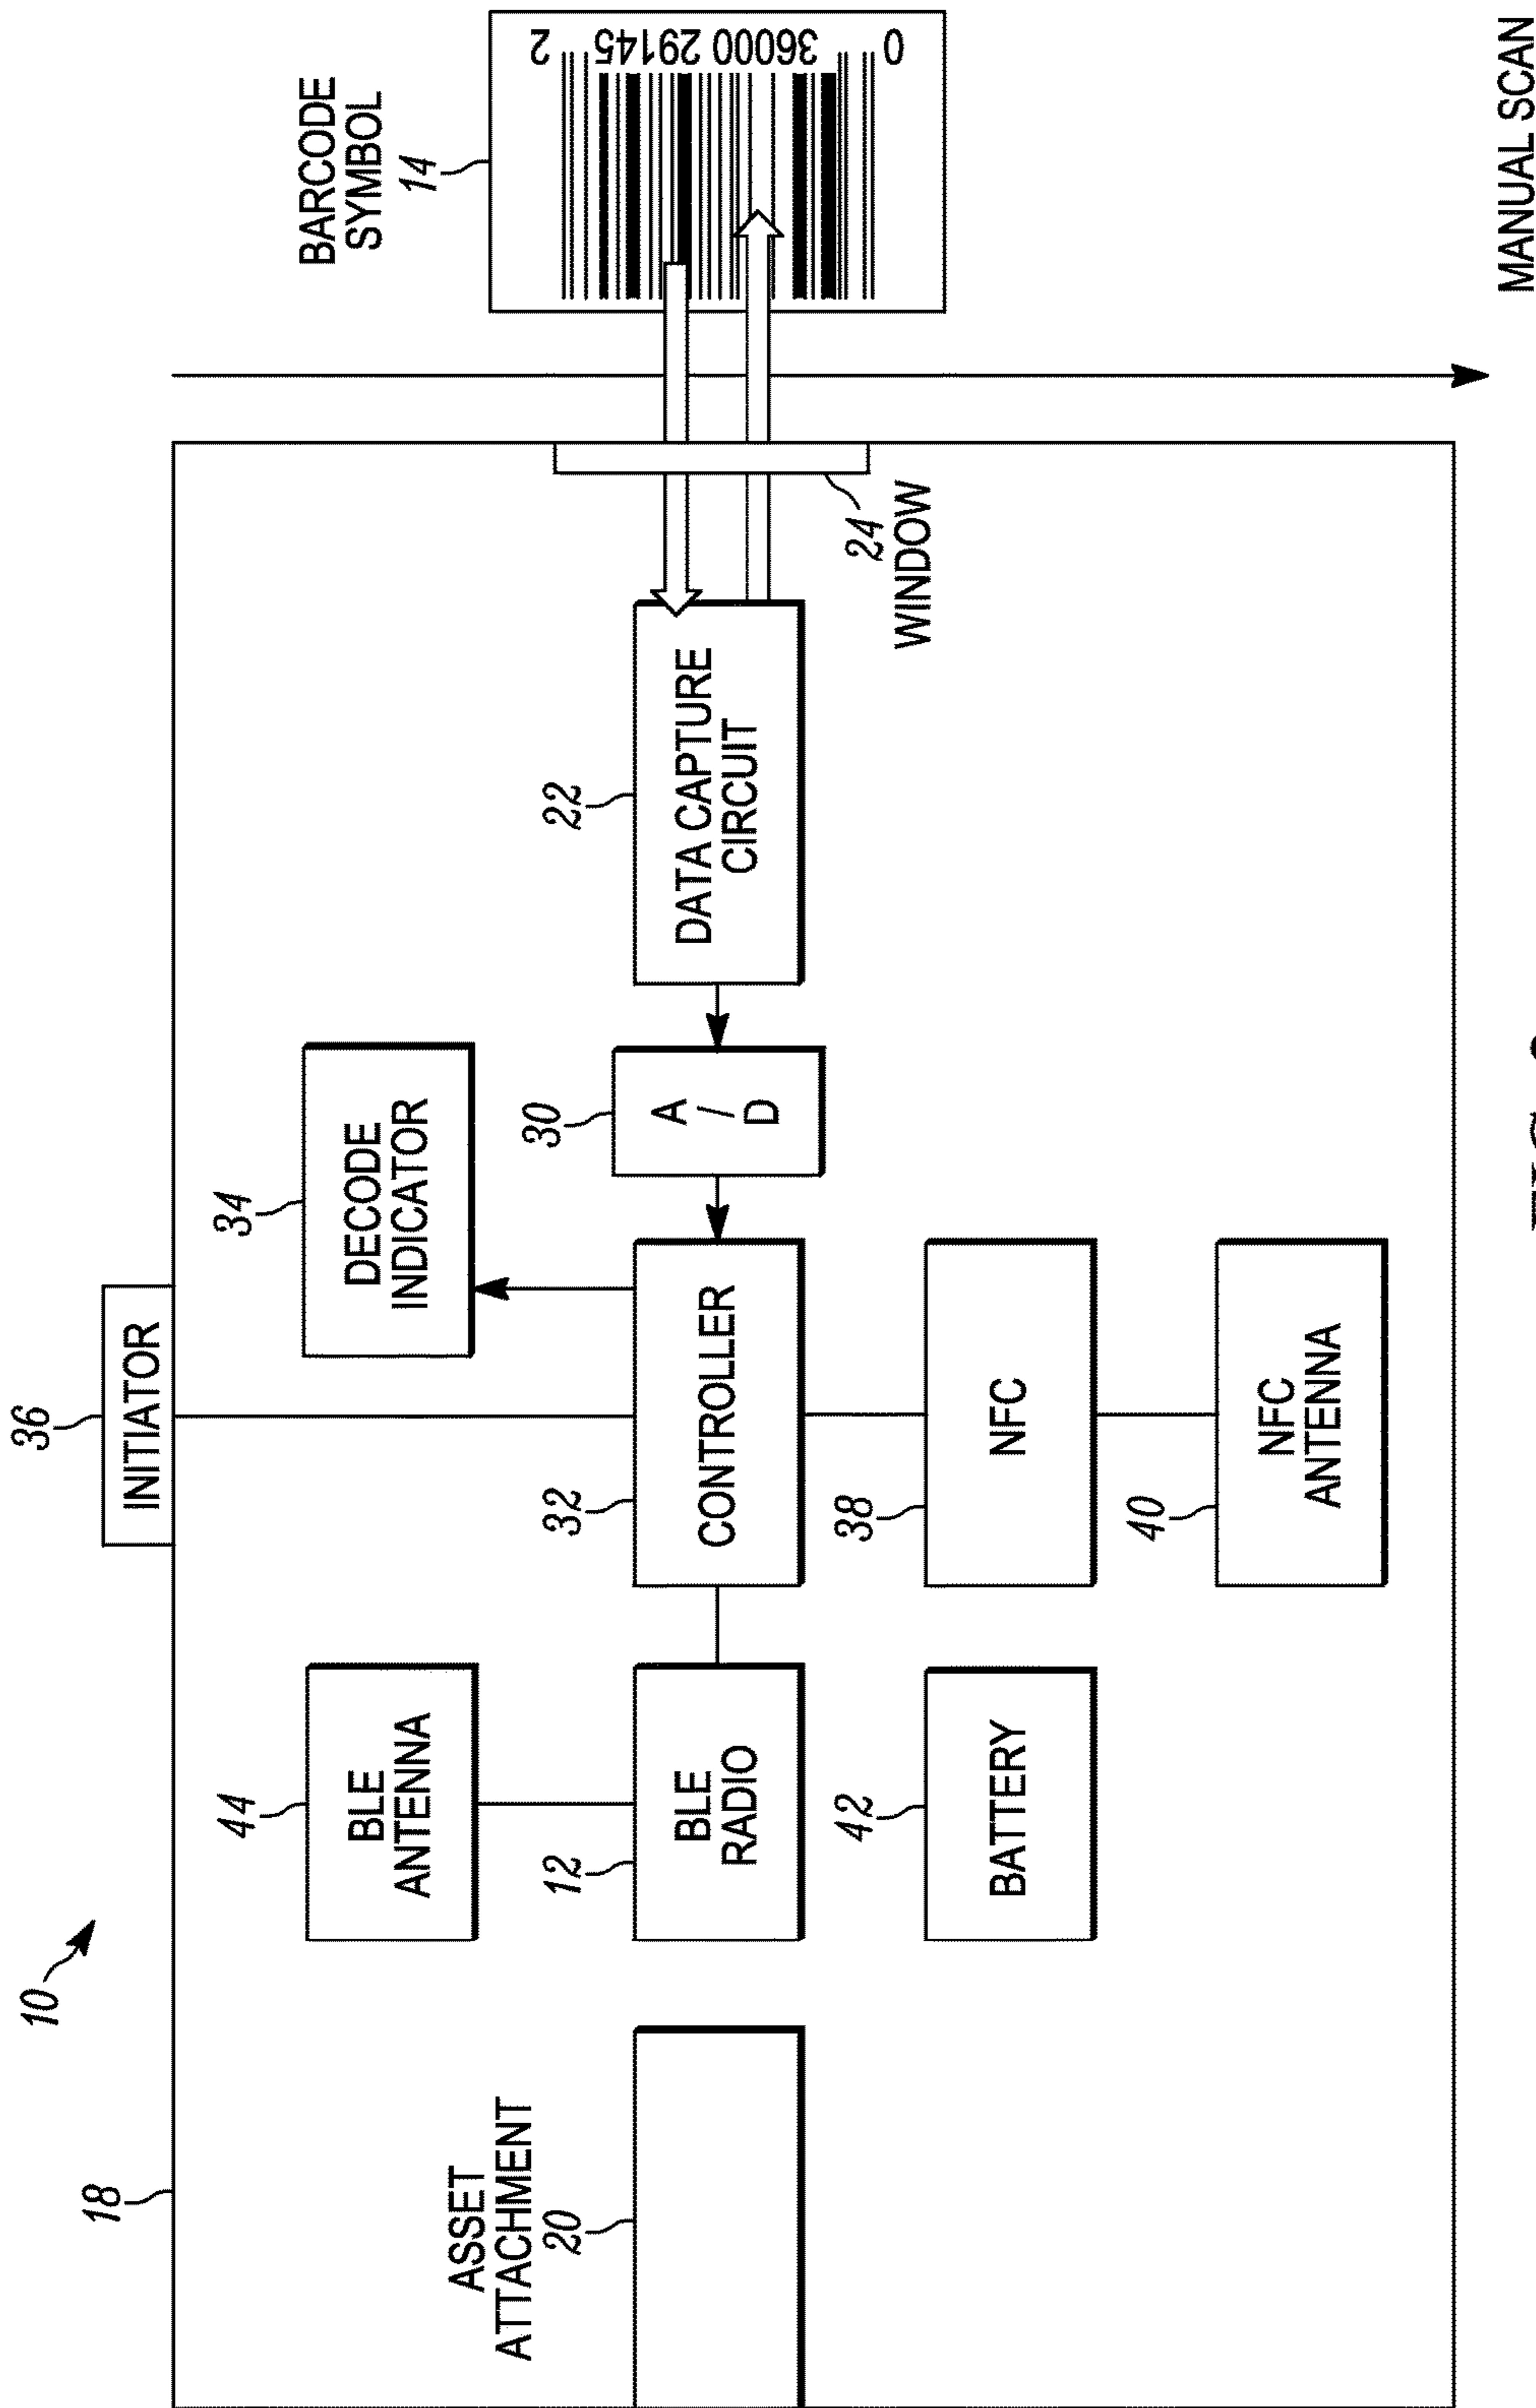 10
18
36
INITIATOR
BARCODE
SYMBOL
14
2
36000 29145
0
44
BLE
ANTENNA
34
DECODE
INDICATOR
ASSET
ATTACHMENT
20
12
BLE
RADIO
32
CONTROLLER
30
A
/
D
22
DATA CAPTURE
CIRCUIT
24
WINDOW
42
BATTERY
38
NFC
40
NFC
ANTENNA
MANUAL SCAN